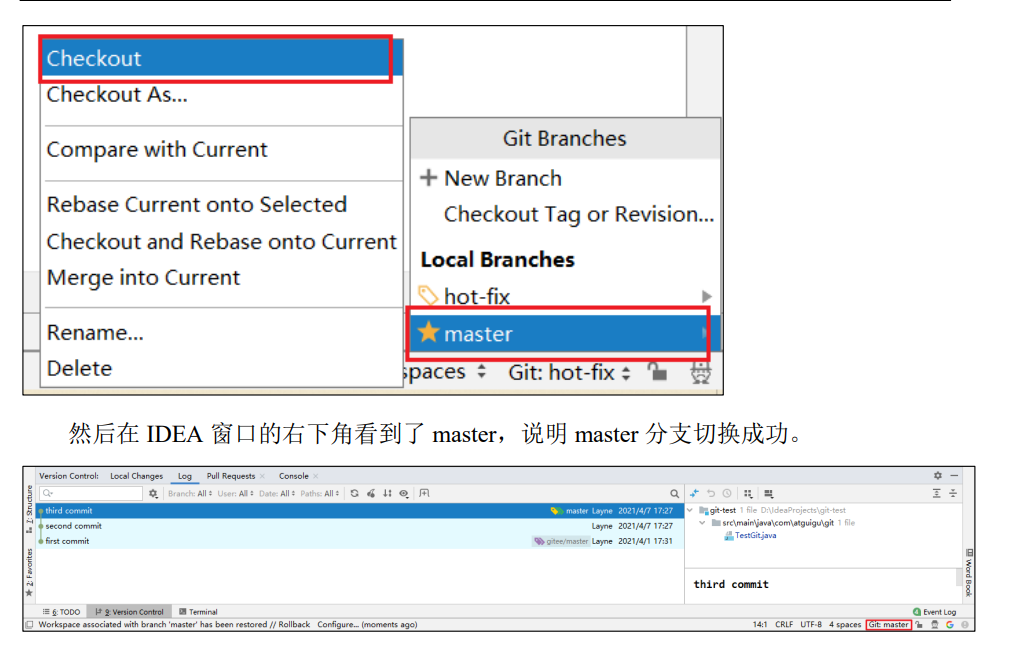 Checkout
Checkout As...
Compare with Current
Rebase Current onto Selected
Checkout and Rebase onto Current
Merge into Current
Rename...
Delete
Git Branches
New Branch
Checkout Tag or Revision...
Local Branches
hot-fix
master
spaces Git: hot-fix
然后在 IDEA 窗口的右下角看到了 master，说明 master 分支切换成功。
Version Control: Local Changes Log Pull Requests Console
Branch: All User: All Date: All Paths: All
third commit master Layne 2021/4/7 17:27
second commit Layne 2021/4/7 17:27
first commit gitee/master Layne 2021/4/1 17:31
git-test 1 file D:\IdeaProjects\git-test
src\main\java\com\atguigu\git 1 file
TestGit.java
third commit
Z: Structure
2: Favorites
Word Book
6: TODO 9: Version Control Terminal Event Log
Workspace associated with branch 'master' has been restored // Rollback Configure... (moments ago) 14:1 CRLF UTF-8 4 spaces Git: master